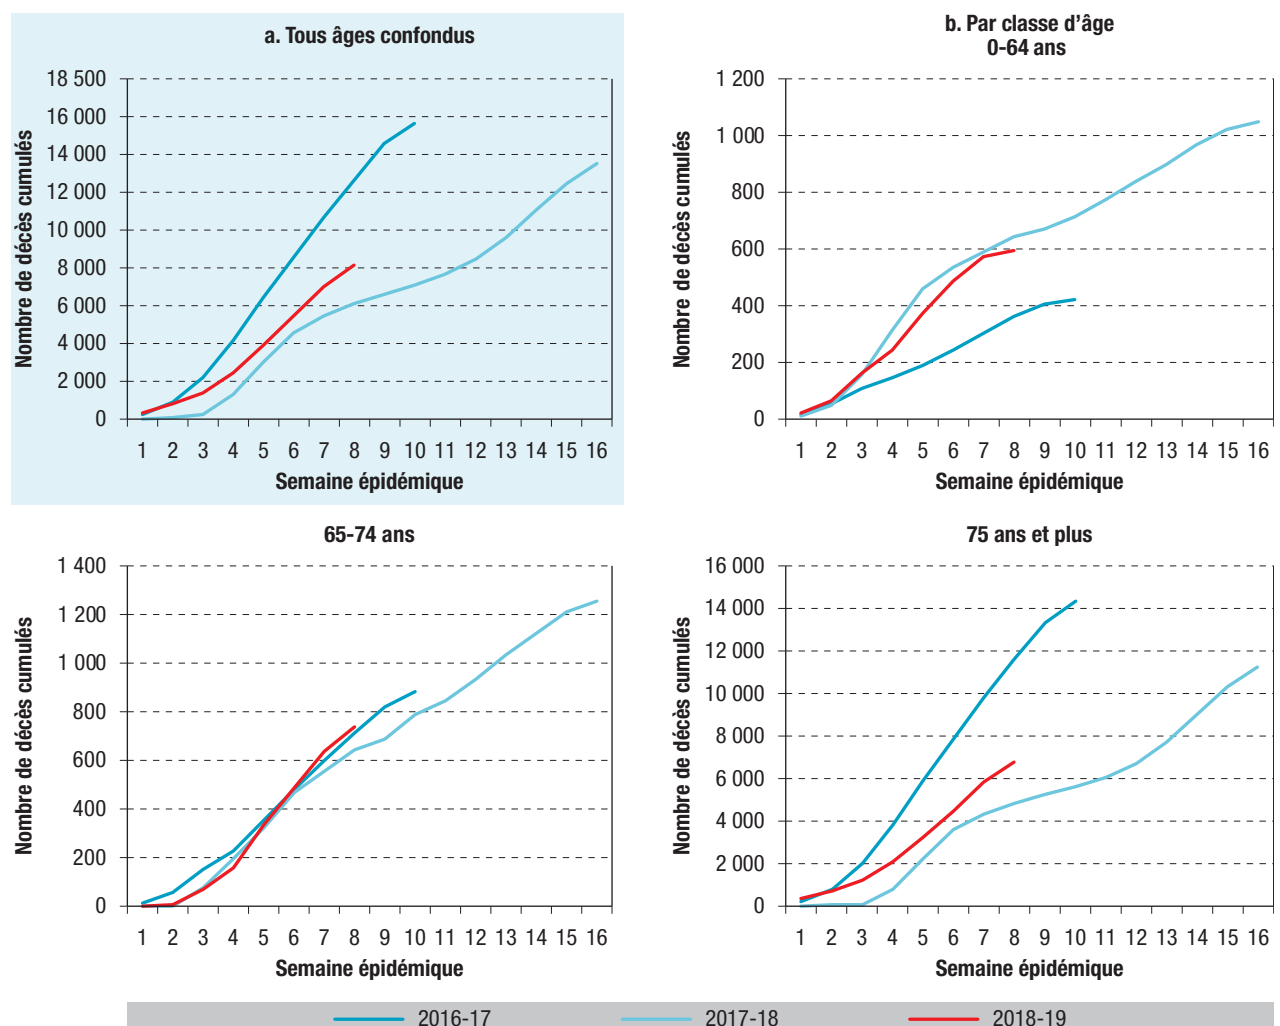 a. Tous âges confondus
Nombre de décès cumulés
18 500
16 000
14 000
12 000
10 000
8 000
6 000
4 000
2 000
0
1 2 3 4 5 6 7 8 9 10 11 12 13 14 15 16
Semaine épidémique
b. Par classe d’âge
0-64 ans
Nombre de décès cumulés
1 200
1 000
800
600
400
200
0
1 2 3 4 5 6 7 8 9 10 11 12 13 14 15 16
Semaine épidémique
65-74 ans
Nombre de décès cumulés
1 400
1 200
1 000
800
600
400
200
0
1 2 3 4 5 6 7 8 9 10 11 12 13 14 15 16
Semaine épidémique
75 ans et plus
Nombre de décès cumulés
16 000
14 000
12 000
10 000
8 000
6 000
4 000
2 000
0
1 2 3 4 5 6 7 8 9 10 11 12 13 14 15 16
Semaine épidémique
2016-17 2017-18 2018-19